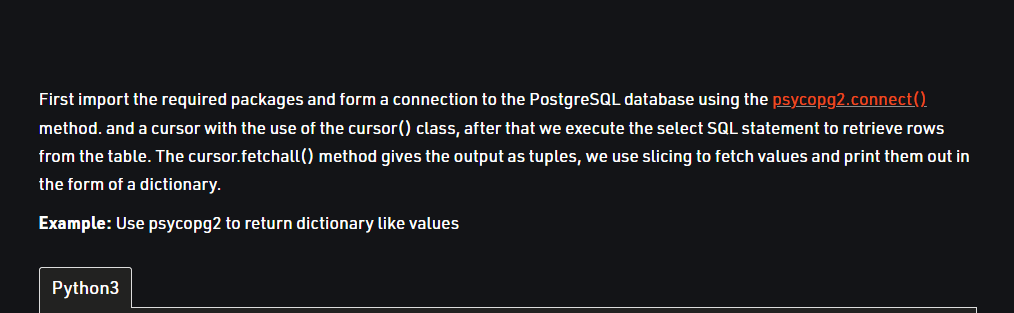 First import the required packages and form a connection to the PostgreSQL database using the psycopg2.connect()
method. and a cursor with the use of the cursor() class, after that we execute the select SQL statement to retrieve rows
from the table. The cursor.fetchall() method gives the output as tuples, we use slicing to fetch values and print them out in
the form of a dictionary.
Example: Use psycopg2 to return dictionary like values
Python3